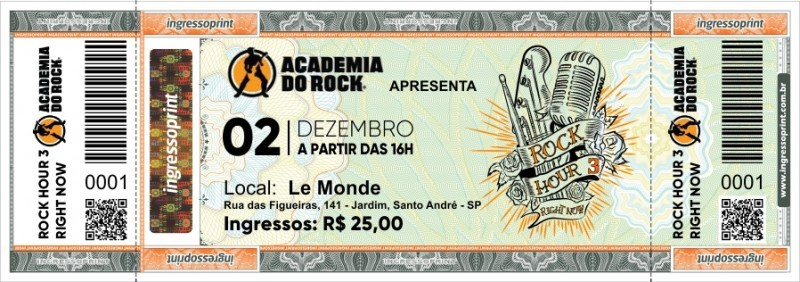 ingressoprint
ingressoprint
ROCK HOUR 3
RIGHT NOW
ACADEMIA
DO ROCK
0001
ingressoprint
ACADEMIA
DO ROCK
APRESENTA
02
DEZEMBRO
A PARTIR DAS 16H
Local: Le Monde
Rua das Figueiras, 141 - Jardim, Santo André - SP
Ingressos: R$ 25,00
ROCK
HOUR 3
RIGHT NOW
ROCK HOUR 3
RIGHT NOW
ACADEMIA
DO ROCK
0001
www.ingressoprint.com.br
ingressoprint
ingressoprint